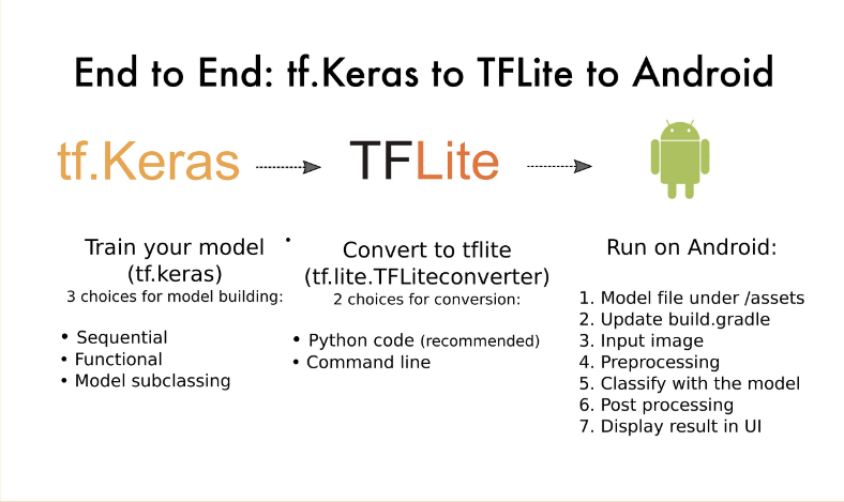 End to End: tf.Keras to TFLite to Android
tf.Keras
TFLite
Train your model
(tf.keras)
3 choices for model building:
• Sequential
• Functional
• Model subclassing
•
Convert to tflite
(tf.lite.TFLiteconverter)
2 choices for conversion:
• Python code (recommended)
• Command line
Run on Android:
1. Model file under /assets
2. Update build.gradle
3. Input image
4. Preprocessing
5. Classify with the model
6. Post processing
7. Display result in UI